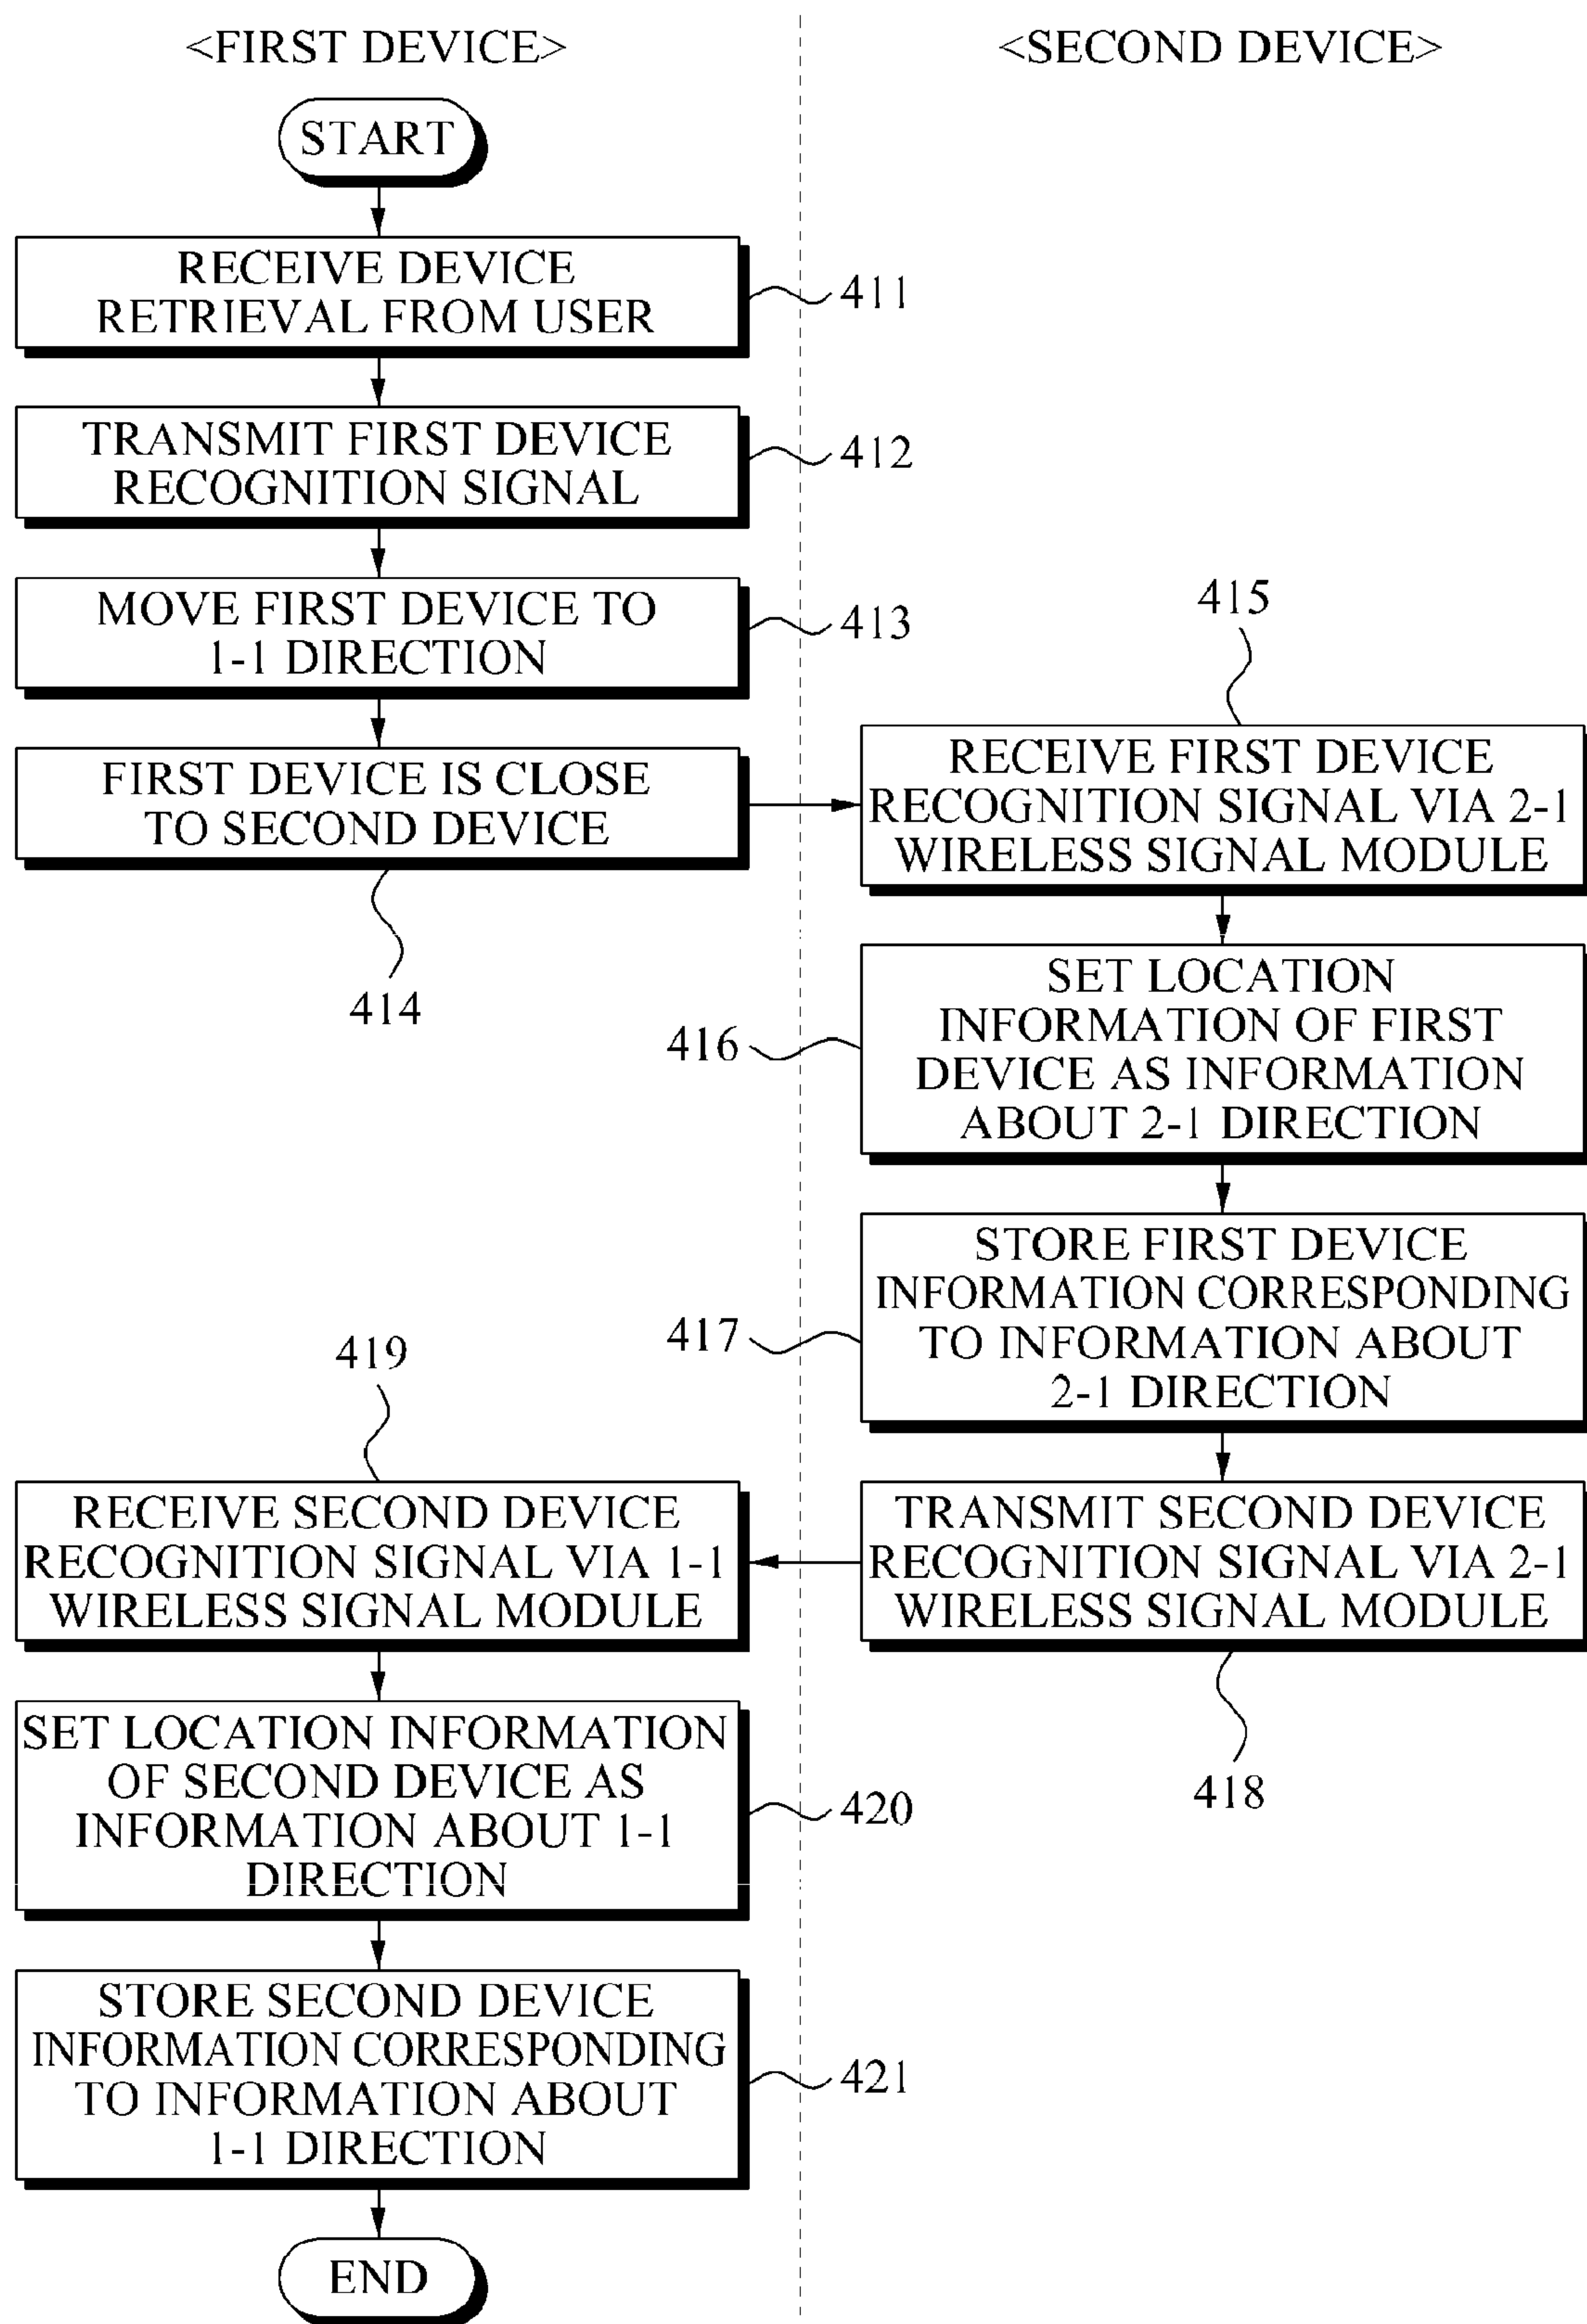 <FIRST DEVICE>
<SECOND DEVICE>
START
RECEIVE DEVICE
RETRIEVAL FROM USER
411
TRANSMIT FIRST DEVICE
RECOGNITION SIGNAL
412
MOVE FIRST DEVICE TO
1-1 DIRECTION
413
FIRST DEVICE IS CLOSE
TO SECOND DEVICE
414
415
RECEIVE FIRST DEVICE
RECOGNITION SIGNAL VIA 2-1
WIRELESS SIGNAL MODULE
SET LOCATION
INFORMATION OF FIRST
DEVICE AS INFORMATION
ABOUT 2-1 DIRECTION
416
STORE FIRST DEVICE
INFORMATION CORRESPONDING
TO INFORMATION ABOUT
2-1 DIRECTION
417
TRANSMIT SECOND DEVICE
RECOGNITION SIGNAL VIA 2-1
WIRELESS SIGNAL MODULE
418
419
RECEIVE SECOND DEVICE
RECOGNITION SIGNAL VIA 1-1
WIRELESS SIGNAL MODULE
SET LOCATION INFORMATION
OF SECOND DEVICE AS
INFORMATION ABOUT 1-1
DIRECTION
420
STORE SECOND DEVICE
INFORMATION CORRESPONDING
TO INFORMATION ABOUT
1-1 DIRECTION
421
END